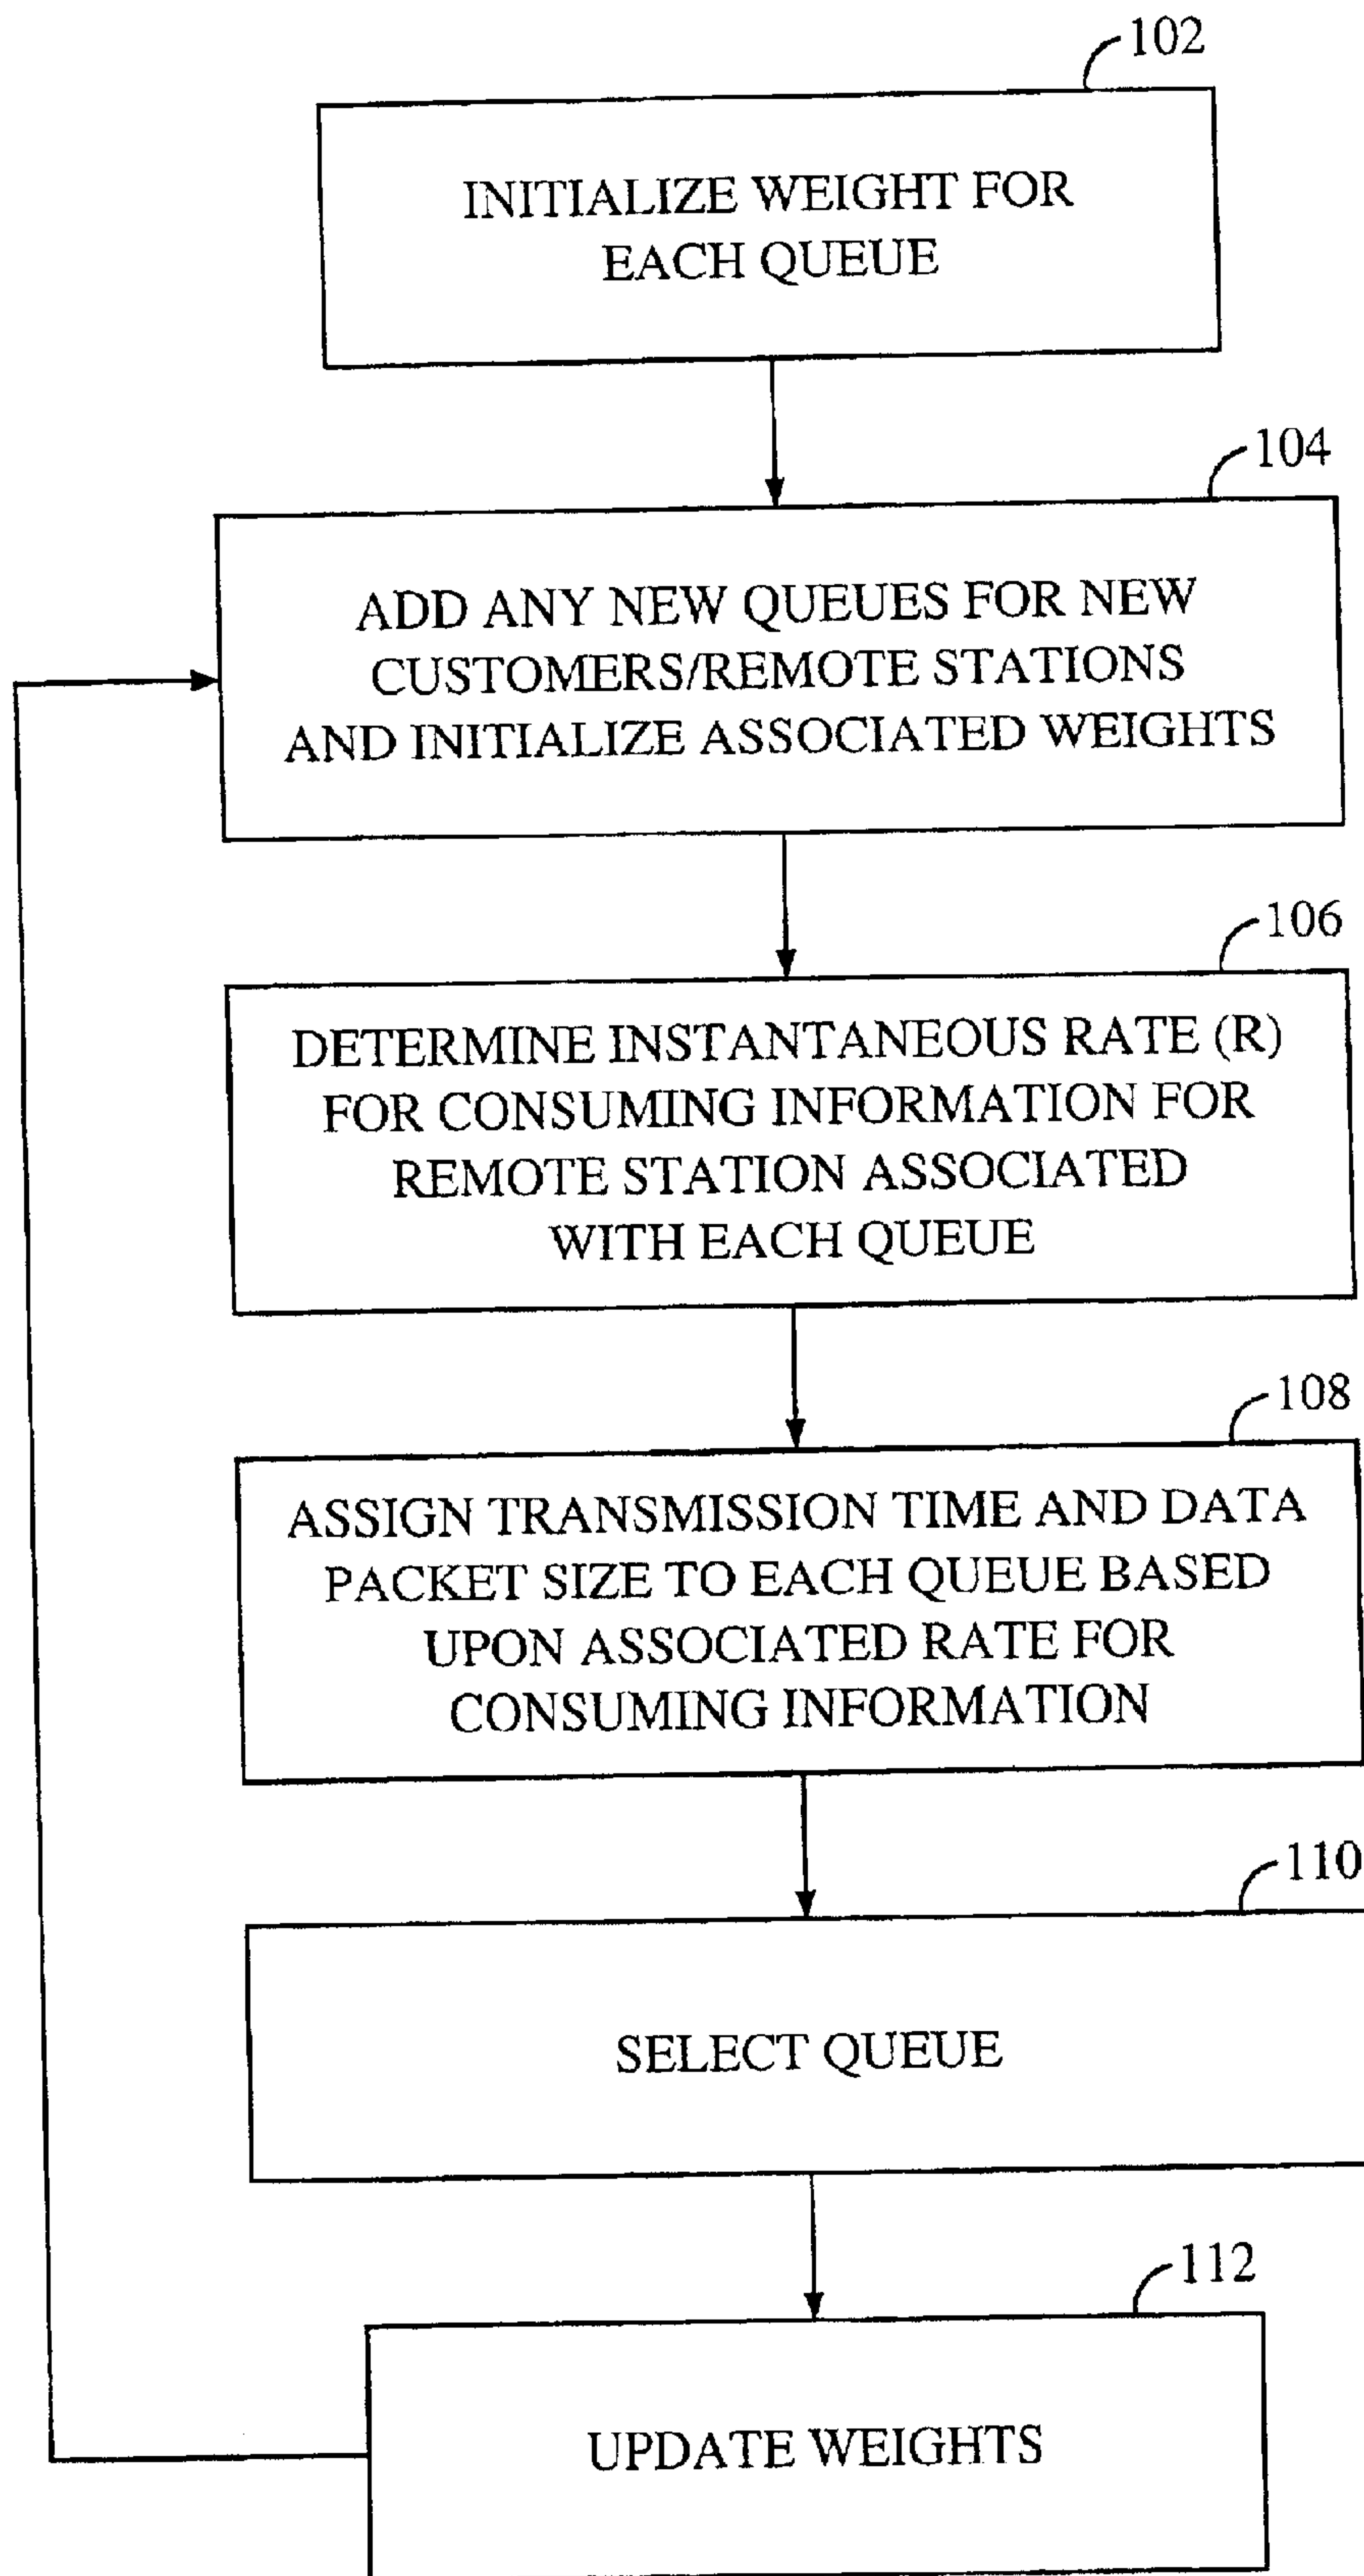 102
INITIALIZE WEIGHT FOR
EACH QUEUE
104
ADD ANY NEW QUEUES FOR NEW
CUSTOMERS/REMOTE STATIONS
AND INITIALIZE ASSOCIATED WEIGHTS
106
DETERMINE INSTANTANEOUS RATE (R)
FOR CONSUMING INFORMATION FOR
REMOTE STATION ASSOCIATED
WITH EACH QUEUE
108
ASSIGN TRANSMISSION TIME AND DATA
PACKET SIZE TO EACH QUEUE BASED
UPON ASSOCIATED RATE FOR
CONSUMING INFORMATION
110
SELECT QUEUE
112
UPDATE WEIGHTS